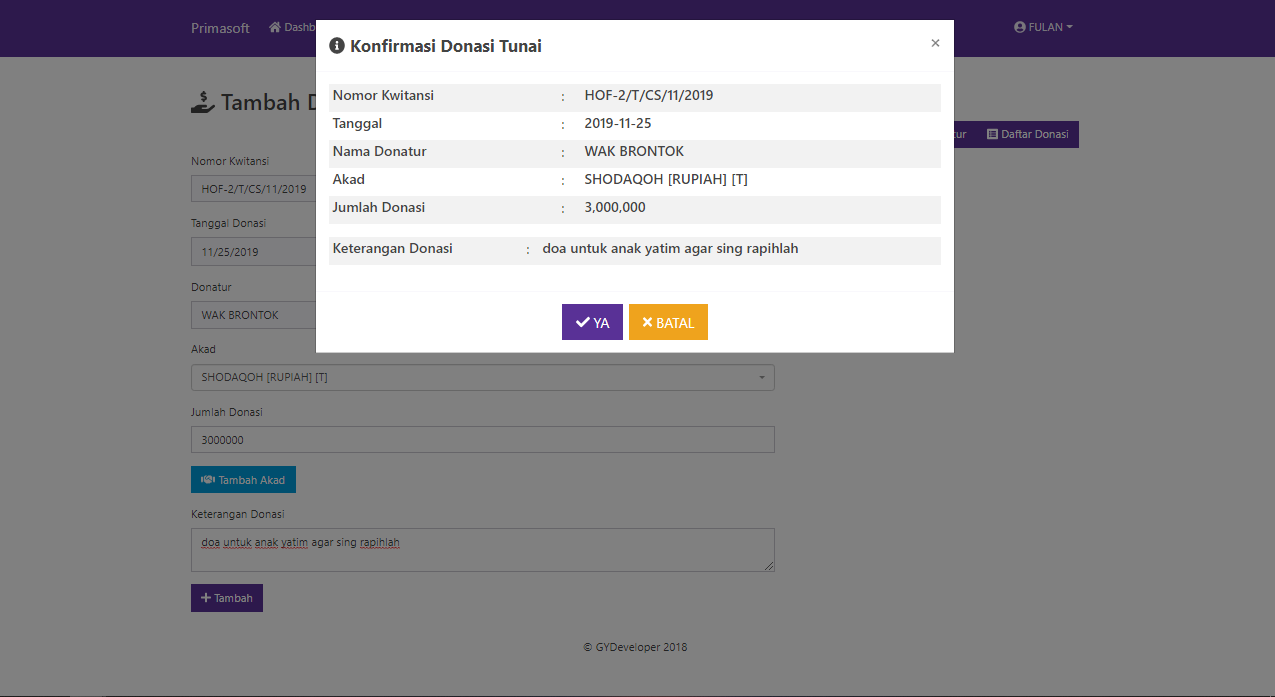 Primasoft Dashb FULAN
Konfirmasi Donasi Tunai ×
Nomor Kwitansi : HOF-2/T/CS/11/2019
Tanggal : 2019-11-25
Nama Donatur : WAK BRONTOK
Akad : SHODAQOH [RUPIAH] [T]
Jumlah Donasi : 3,000,000
Keterangan Donasi : doa untuk anak yatim agar sing rapihlah
YA BATAL
Tambah D
tur Daftar Donasi
Nomor Kwitansi
HOF-2/T/CS/11/2019
Tanggal Donasi
11/25/2019
Donatur
WAK BRONTOK
Akad
SHODAQOH [RUPIAH] [T]
Jumlah Donasi
3000000
Tambah Akad
Keterangan Donasi
doa untuk anak yatim agar sing rapihlah
Tambah
© GYDeveloper 2018